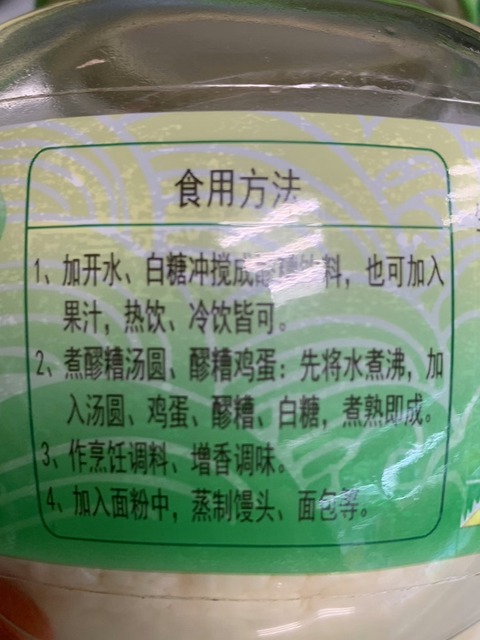 食用方法
1、加开水、白糖冲搅成醪糟饮料，也可加入
果汁，热饮、冷饮皆可。
2、煮醪糟汤圆、醪糟鸡蛋：先将水煮沸，加
入汤圆、鸡蛋、醪糟、白糖，煮熟即成。
3、作烹饪调料、增香调味。
4、加入面粉中，蒸制馒头、面包等。